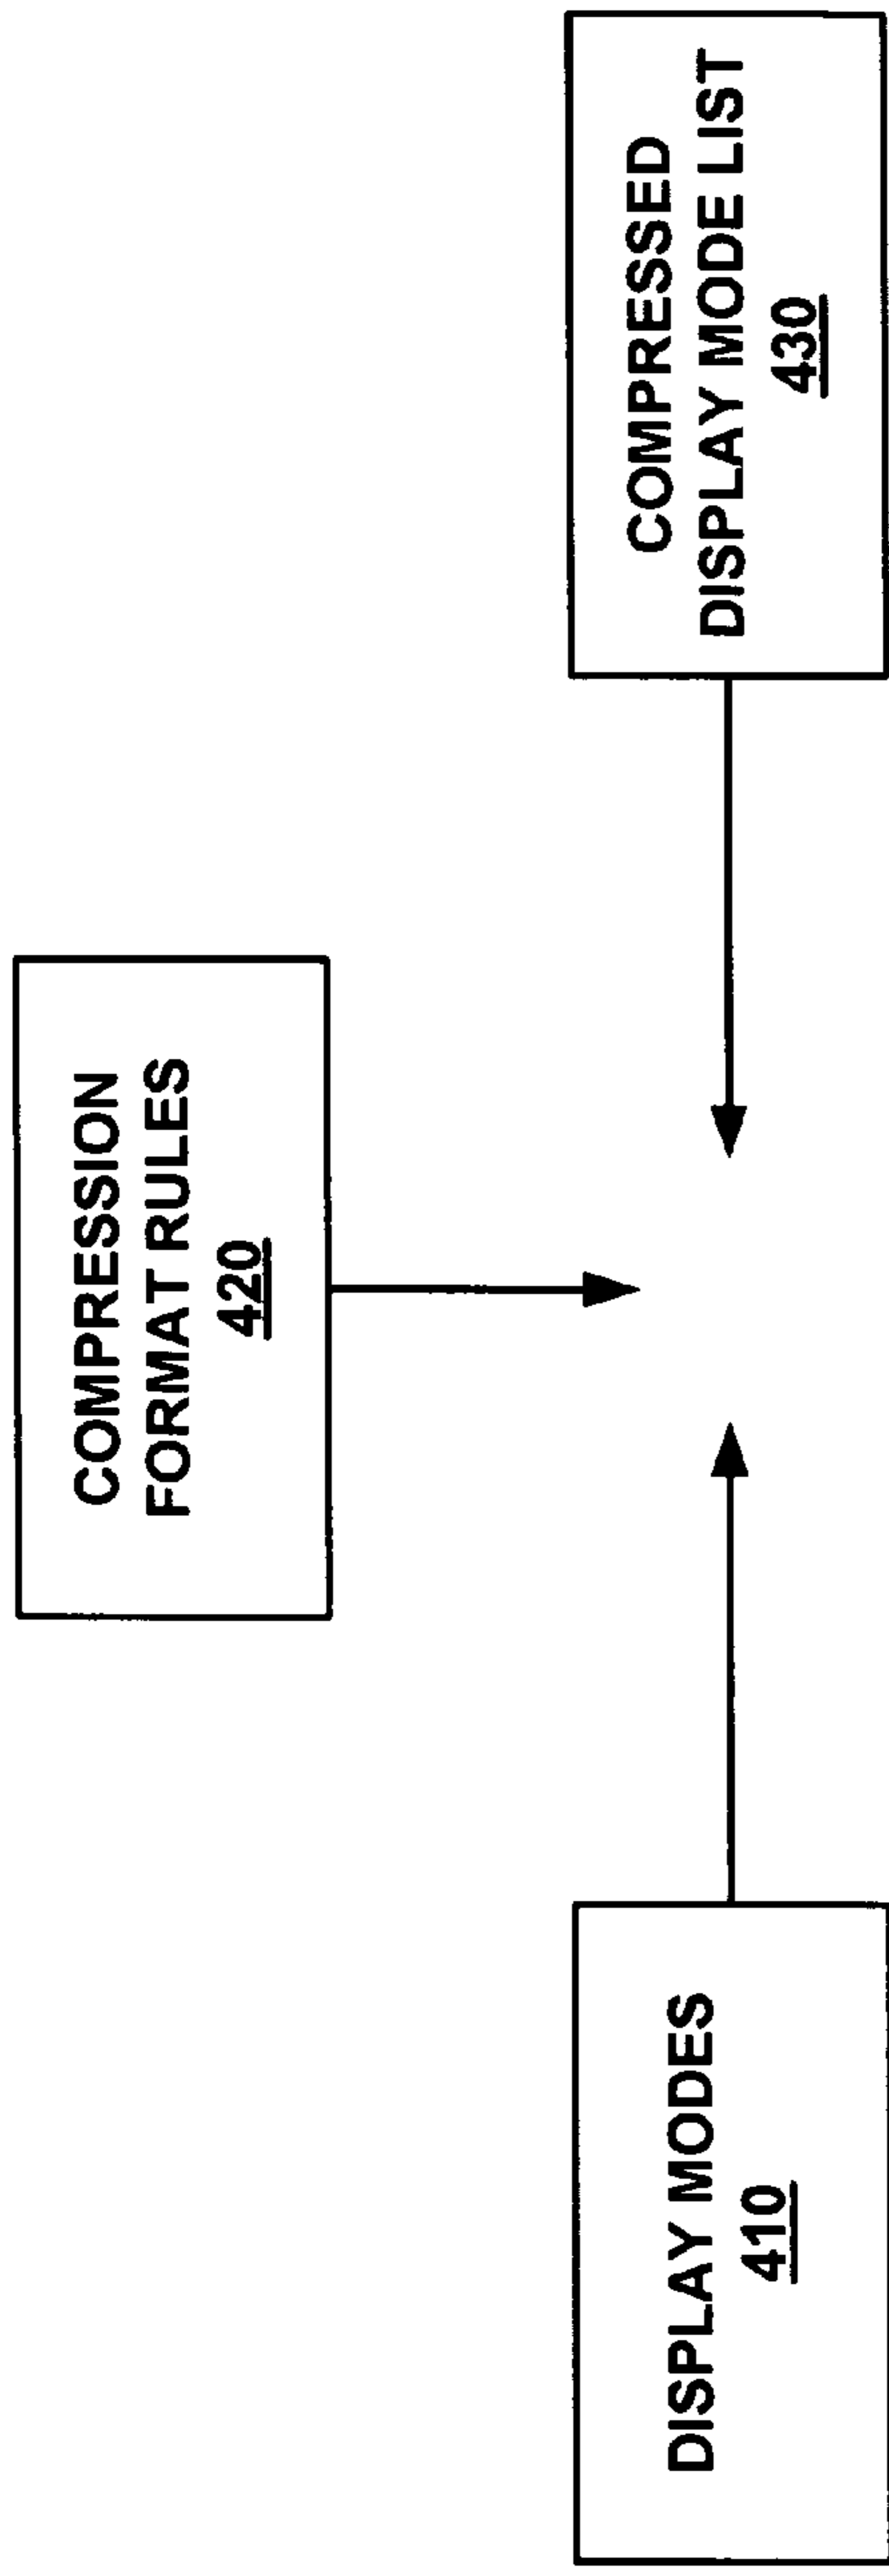 DISPLAY MODES
410
COMPRESSION
FORMAT RULES
420
COMPRESSED
DISPLAY MODE LIST
430